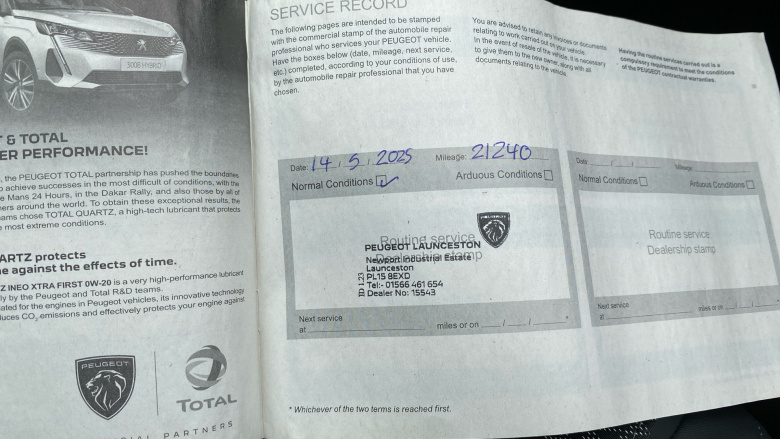 3008 HYBRID
T & TOTAL
ER PERFORMANCE!
, the PEUGEOT TOTAL partnership has pushed the boundaries
o achieve successes in the most difficult of conditions, with the
e Mans 24 Hours, in the Dakar Rally, and also those by all of
ners around the world. To obtain these exceptional results, the
eams chose TOTAL QUARTZ, a high-tech lubricant that protects
e most extreme conditions.
ARTZ protects
ne against the effects of time.
Z INEO XTRA FIRST 0W-20 is a very high-performance lubricant
ly by the Peugeot and Total R&D teams.
ated for the engines in Peugeot vehicles, its innovative technology
duces CO2 emissions and effectively protects your engine against
PEUGEOT
TOTAL
PARTNERS
SERVICE RECORD
The following pages are intended to be stamped
with the commercial stamp of the automobile repair
professional who services your PEUGEOT vehicle.
Have the boxes below (date, mileage, next service,
etc.) completed, according to your conditions of use,
by the automobile repair professional that you have
chosen.
You are advised to retain any invoices or documents
relating to work carried out on your vehicle.
In the event of resale of the vehicle, it is necessary
to give them to the new owner, along with all
documents relating to the vehicle.
Having the routine services carried out is a
compulsory requirement to meet the conditions
of the PEUGEOT contractual warranties.
Date: 14 / 5 / 2025 Mileage: 21240
Normal Conditions Arduous Conditions
Routing service
Dealership stamp
PEUGEOT LAUNCESTON
Newport Industrial Estate
Launceston
PL15 8EXD
Tel:- 01566 461 654
Dealer No: 15543
PEUGEOT
Next service
at miles or on / / *
Date: / / Mileage:
Normal Conditions Arduous Conditions
Routing service
Dealership stamp
Next service
at miles or on / / *
* Whichever of the two terms is reached first.